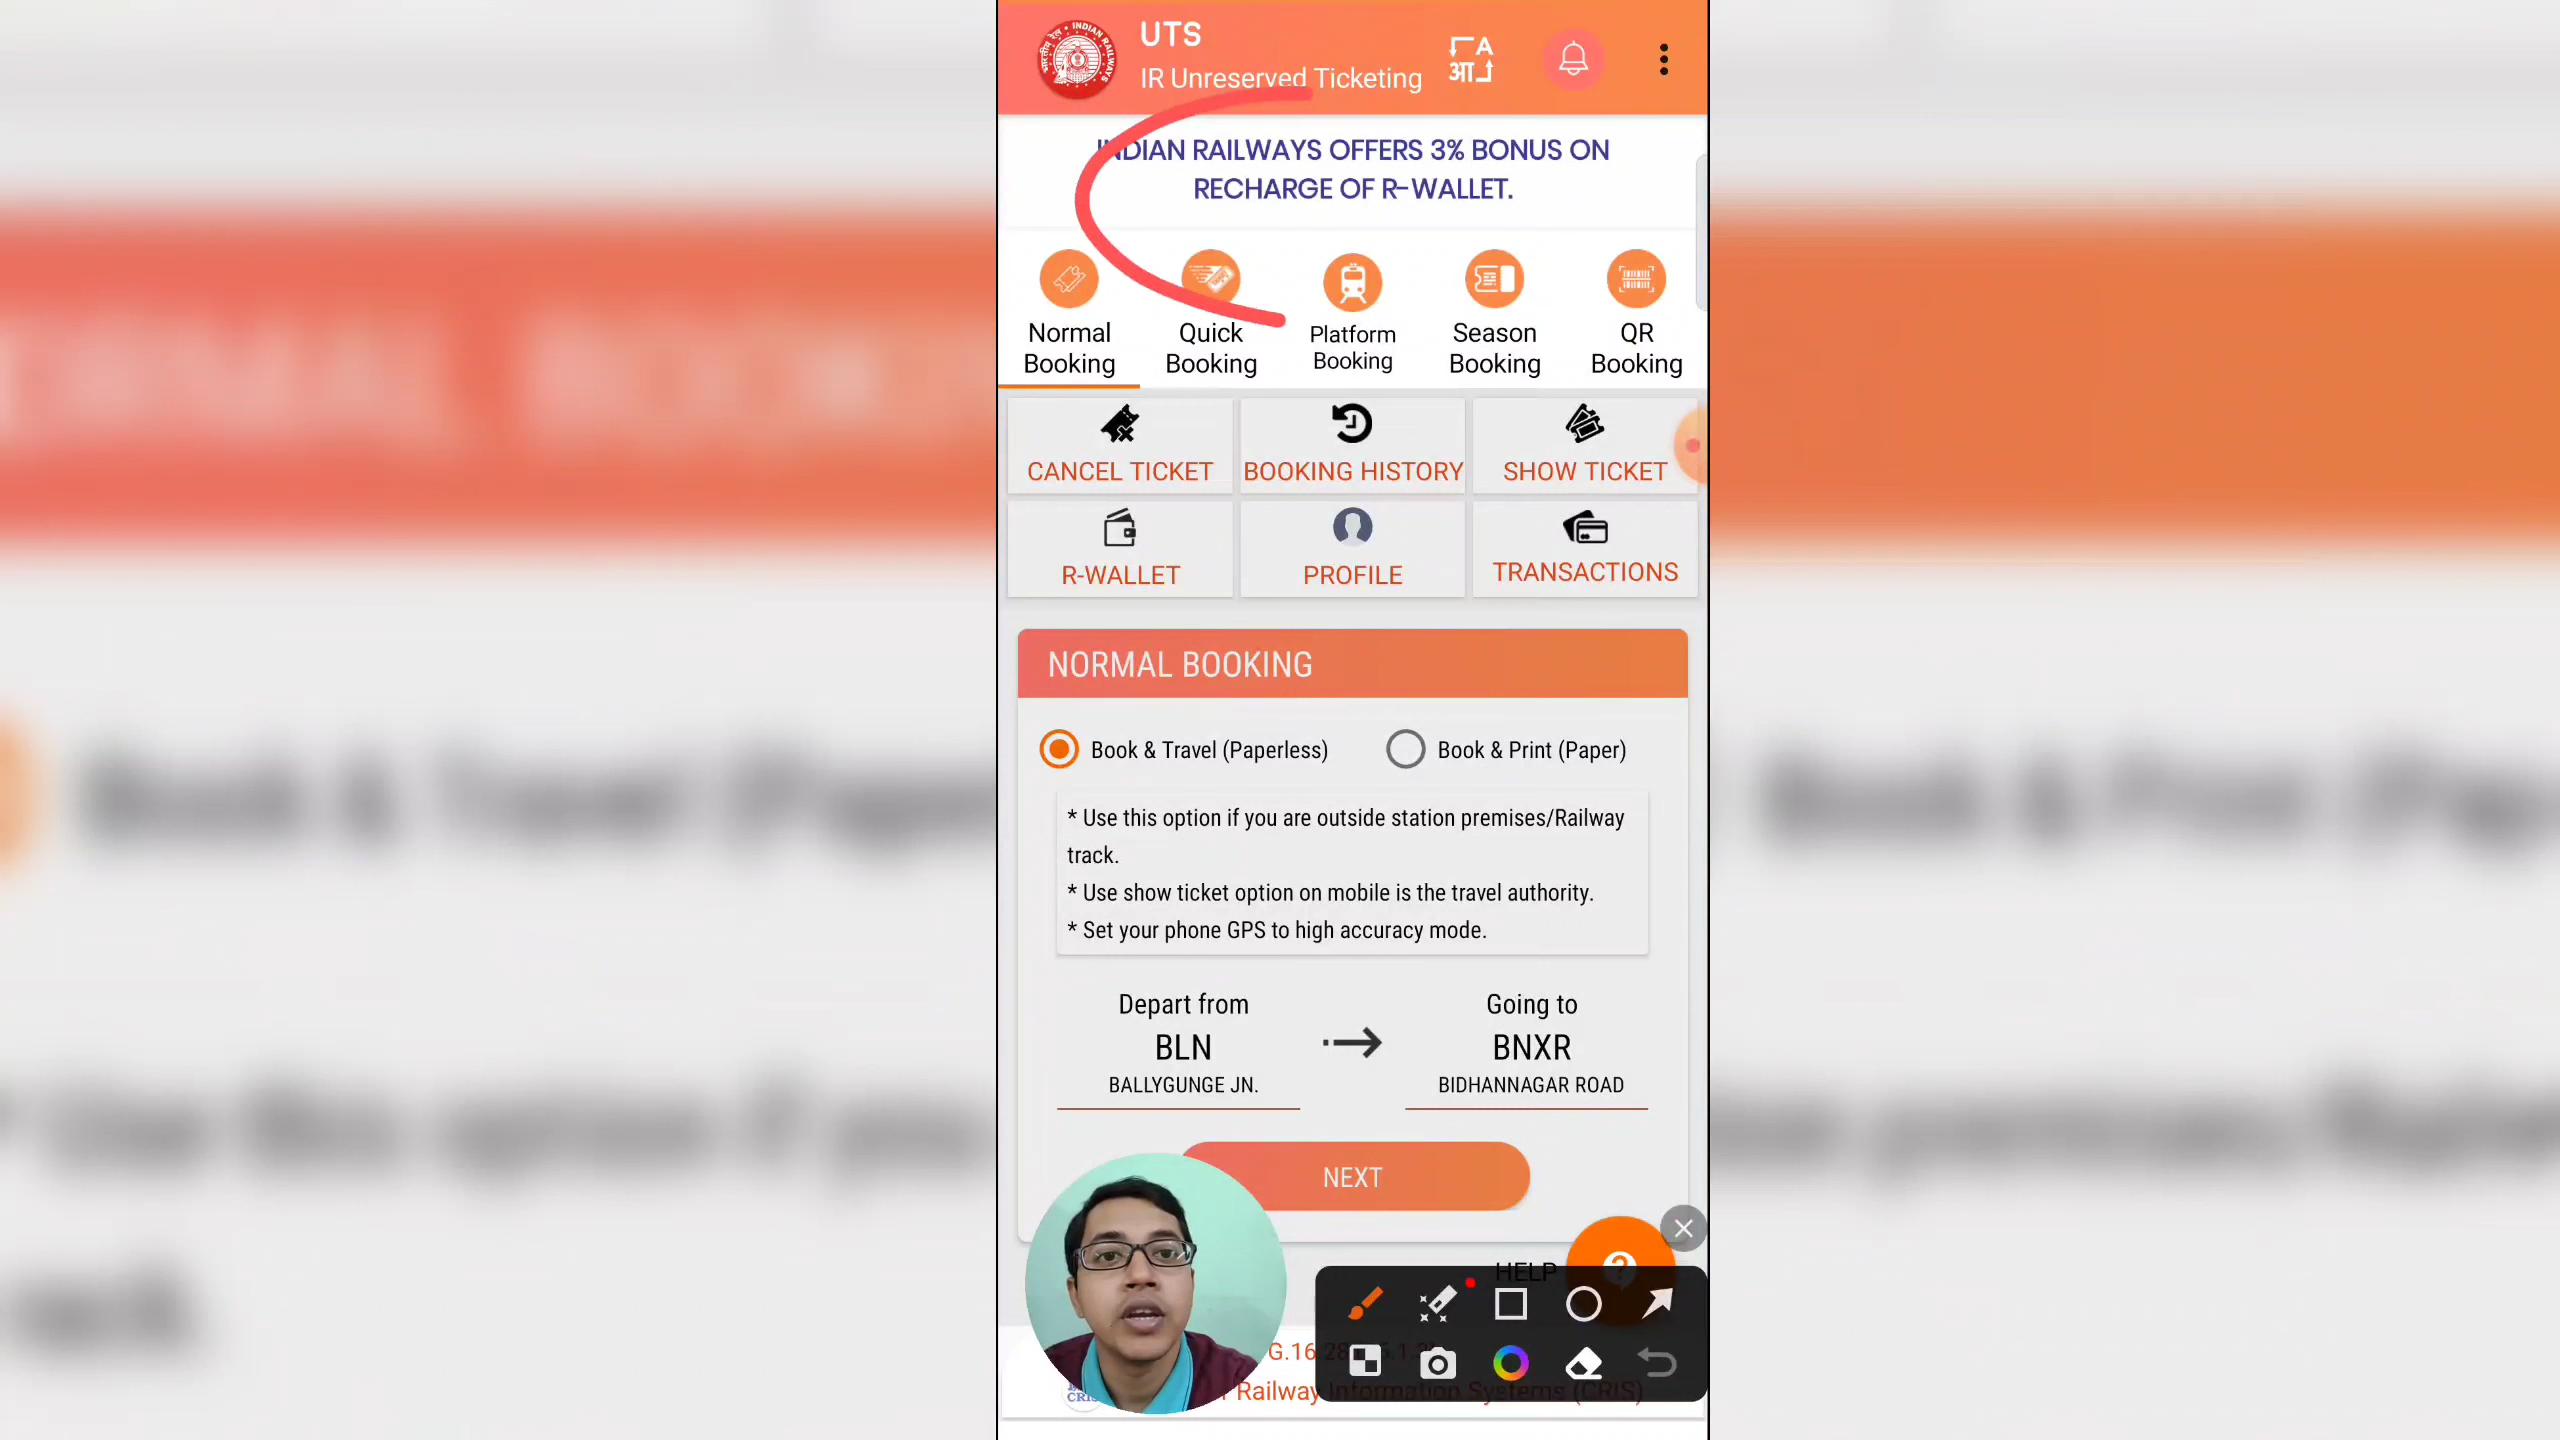 UTS
IR Unreserved Ticketing
A
आ
INDIAN RAILWAYS OFFERS 3% BONUS ON
RECHARGE OF R-WALLET.
Normal
Booking
Quick
Booking
Platform
Booking
Season
Booking
QR
Booking
CANCEL TICKET
BOOKING HISTORY
SHOW TICKET
R-WALLET
PROFILE
TRANSACTIONS
NORMAL BOOKING
Book & Travel (Paperless)
Book & Print (Paper)
* Use this option if you are outside station premises/Railway
track.
* Use show ticket option on mobile is the travel authority.
* Set your phone GPS to high accuracy mode.
Depart from
BLN
BALLYGUNGE JN.
Going to
BNXR
BIDHANNAGAR ROAD
NEXT
HELP
Railway Information Systems (CRIS)